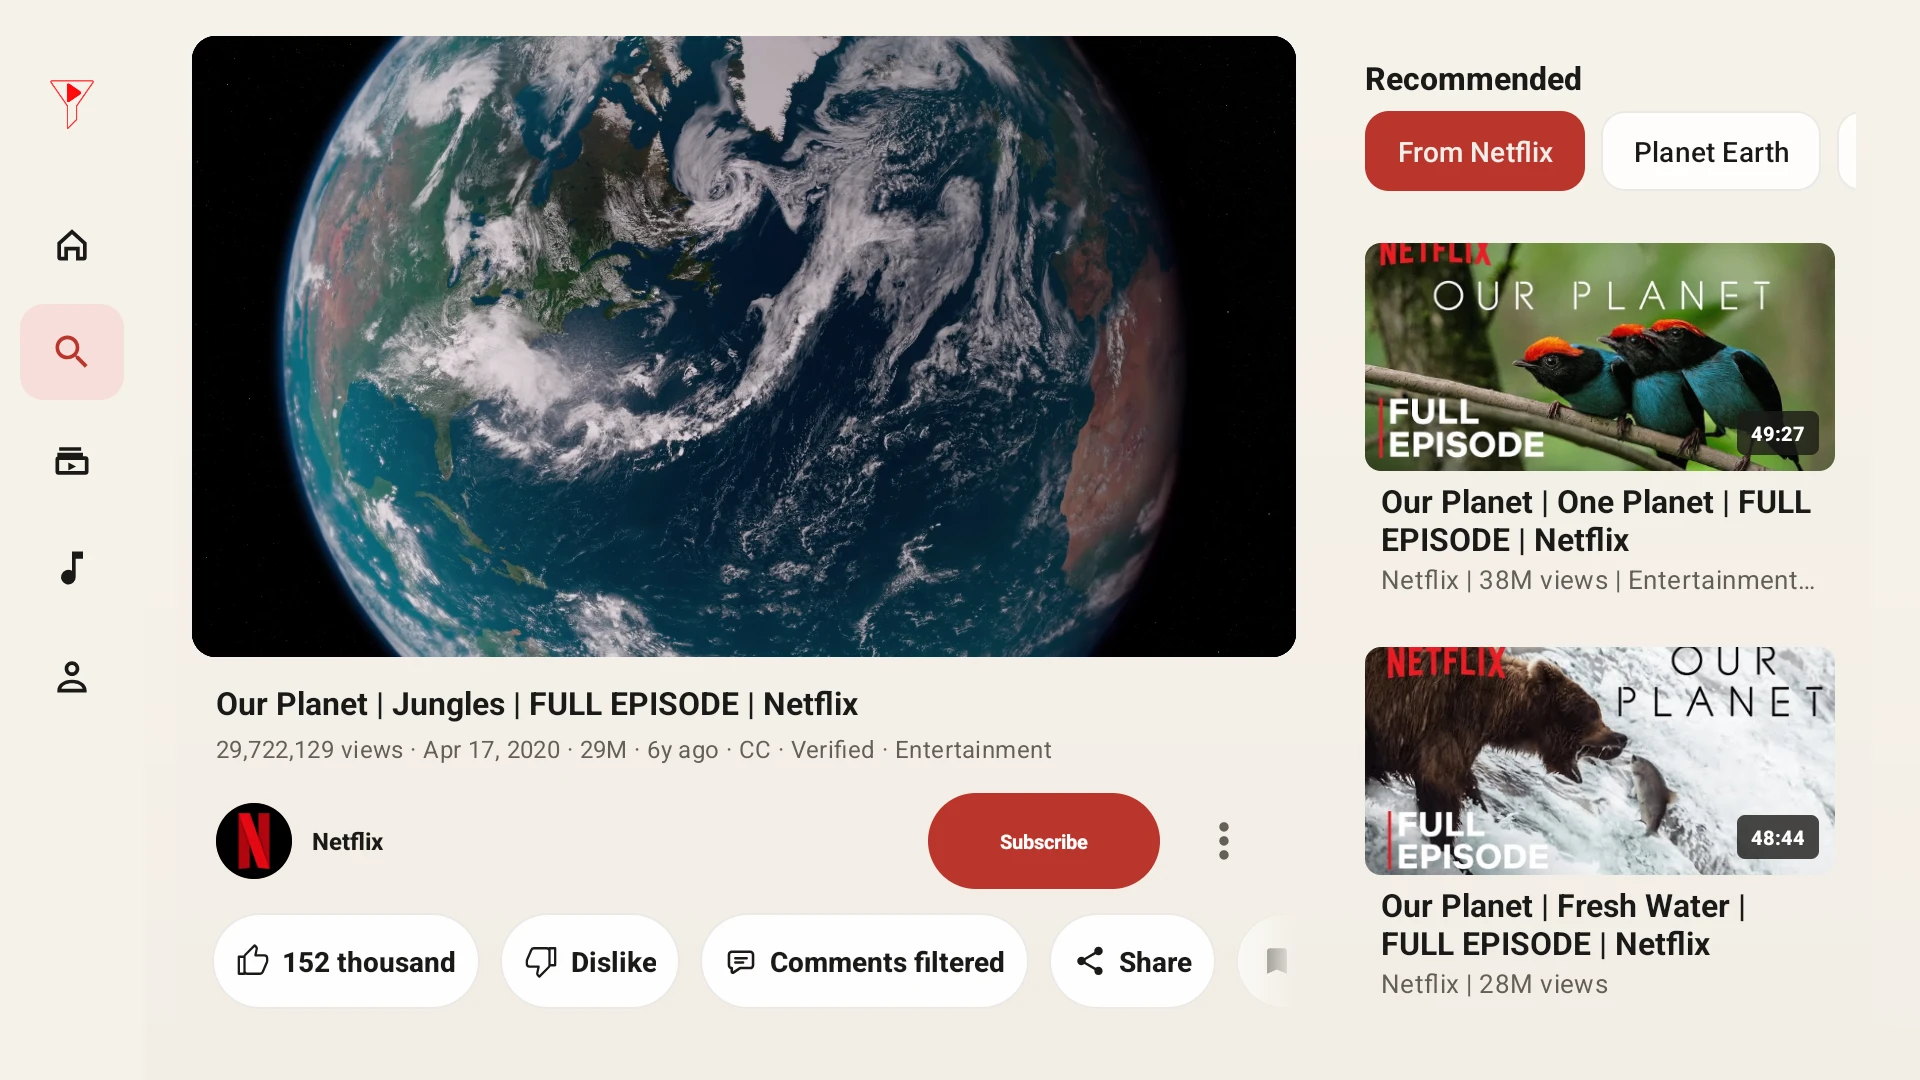 Our Planet | Jungles | FULL EPISODE | Netflix
29,722,129 views · Apr 17, 2020 · 29M · 6y ago · CC · Verified · Entertainment
N
Netflix
Subscribe
152 thousand
Dislike
Comments filtered
Share
Recommended
From Netflix
Planet Earth
NETFLIX
OUR PLANET
FULL
EPISODE
49:27
Our Planet | One Planet | FULL
EPISODE | Netflix
Netflix | 38M views | Entertainment...
NETFLIX
OUR
PLANET
FULL
EPISODE
48:44
Our Planet | Fresh Water |
FULL EPISODE | Netflix
Netflix | 28M views